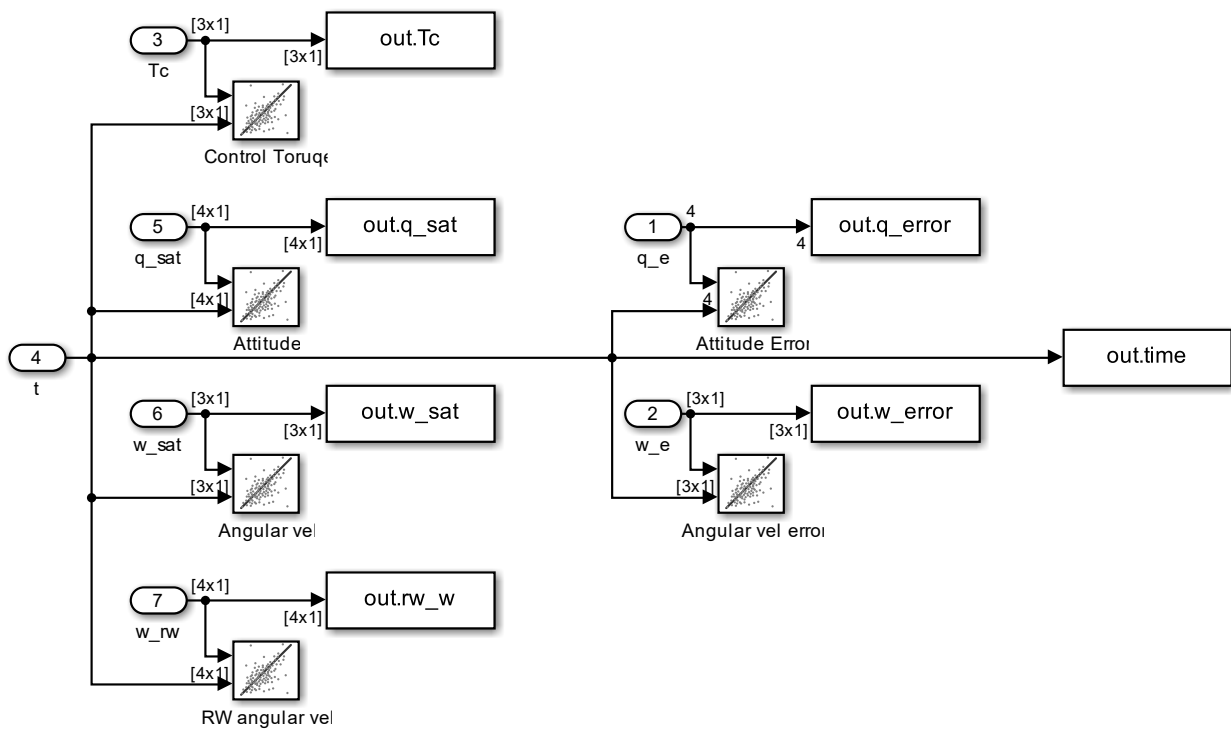 [3x1]
3
Tc
[3x1]
out.Tc
[3x1]
Control Toruqe
[4x1]
5
q_sat
[4x1]
out.q_sat
[4x1]
Attitude
4
1
q_e
4
out.q_error
4
Attitude Error
4
t
out.time
[3x1]
6
w_sat
[3x1]
out.w_sat
[3x1]
Angular vel
[3x1]
2
w_e
[3x1]
out.w_error
[3x1]
Angular vel error
[4x1]
7
w_rw
[4x1]
out.rw_w
[4x1]
RW angular vel